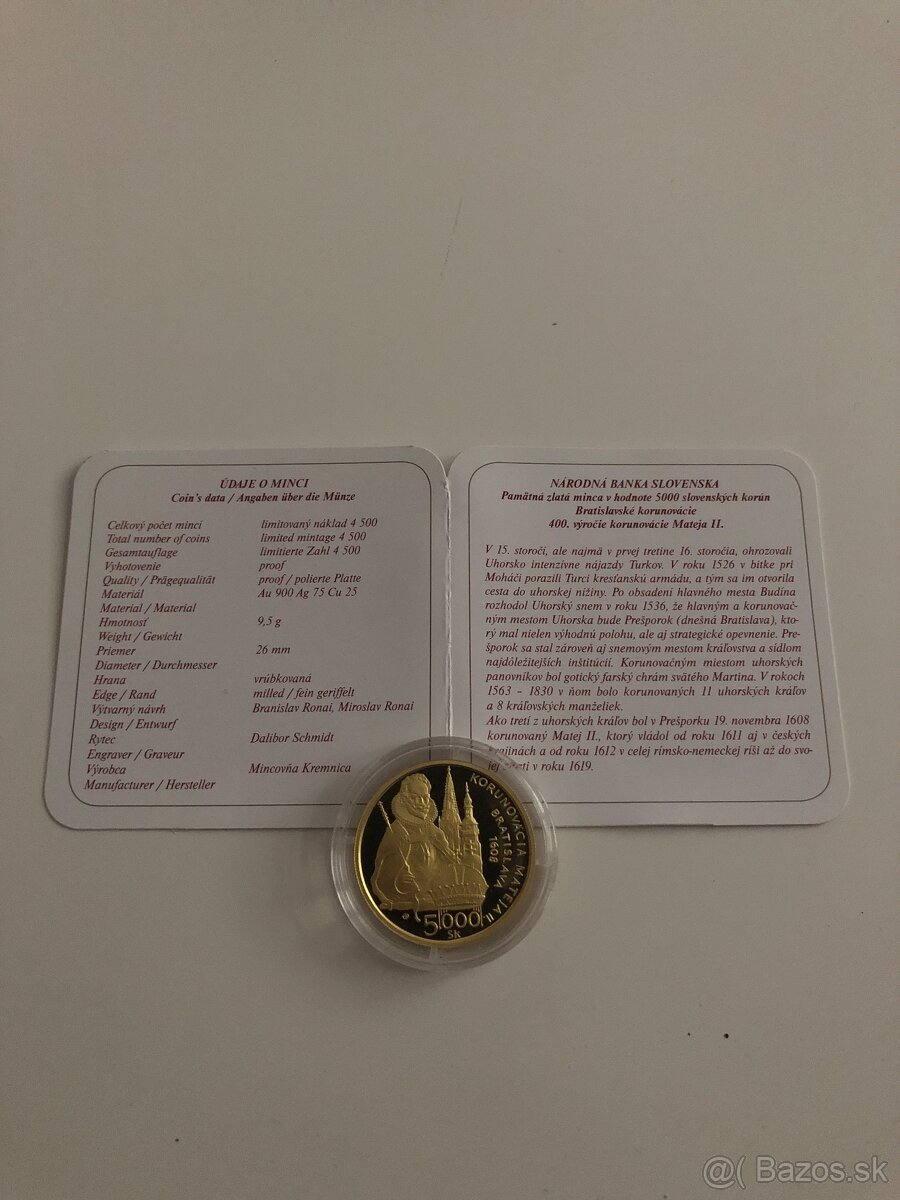 ÚDAJE O MINCI
Coin's data / Angaben über die Münze
Celkový počet mincí limitovaný náklad 4 500
Total number of coins limited mintage 4 500
Gesamtauflage limitierte Zahl 4 500
Vyhotovenie proof
Quality / Prägequalität proof / polierte Platte
Materiál Au 900 Ag 75 Cu 25
Material / Material
Hmotnosť 9,5 g
Weight / Gewicht
Priemer 26 mm
Diameter / Durchmesser
Hrana vrúbkovaná
Edge / Rand milled / fein geriffelt
Výtvarný návrh Branislav Ronai, Miroslav Ronai
Design / Entwurf
Rytec Dalibor Schmidt
Engraver / Graveur
Výrobca Mincovňa Kremnica
Manufacturer / Hersteller
NÁRODNÁ BANKA SLOVENSKA
Pamätná zlatá minca v hodnote 5000 slovenských korún
Bratislavské korunovácie
400. výročie korunovácie Mateja II.
V 15. storočí, ale najmä v prvej tretine 16. storočia, ohrozovali
Uhorsko intenzívne nájazdy Turkov. V roku 1526 v bitke pri
Moháči porazili Turci kresťanskú armádu, a tým sa im otvorila
cesta do uhorskej nížiny. Po obsadení hlavného mesta Budína
rozhodol Uhorský snem v roku 1536, že hlavným a korunovač-
ným mestom Uhorska bude Prešporok (dnešná Bratislava), kto-
rý mal nielen výhodnú polohu, ale aj strategické opevnenie. Pre-
šporok sa stal zároveň aj snemovým mestom kráľovstva a sídlom
najdôležitejších inštitúcií. Korunovačným miestom uhorských
panovníkov bol gotický farský chrám svätého Martina. V rokoch
1563 – 1830 v ňom bolo korunovaných 11 uhorských kráľov
a 8 kráľovských manželiek.
Ako tretí z uhorských kráľov bol v Prešporku 19. novembra 1608
korunovaný Matej II., ktorý vládol od roku 1611 aj v českých
krajinách a od roku 1612 v celej rímsko-nemeckej ríši až do svo-
jej smrti v roku 1619.
KORUNOVÁCIA MATEJA II.
BRATISLAVA
1608
5000
Sk
@( Bazos.sk